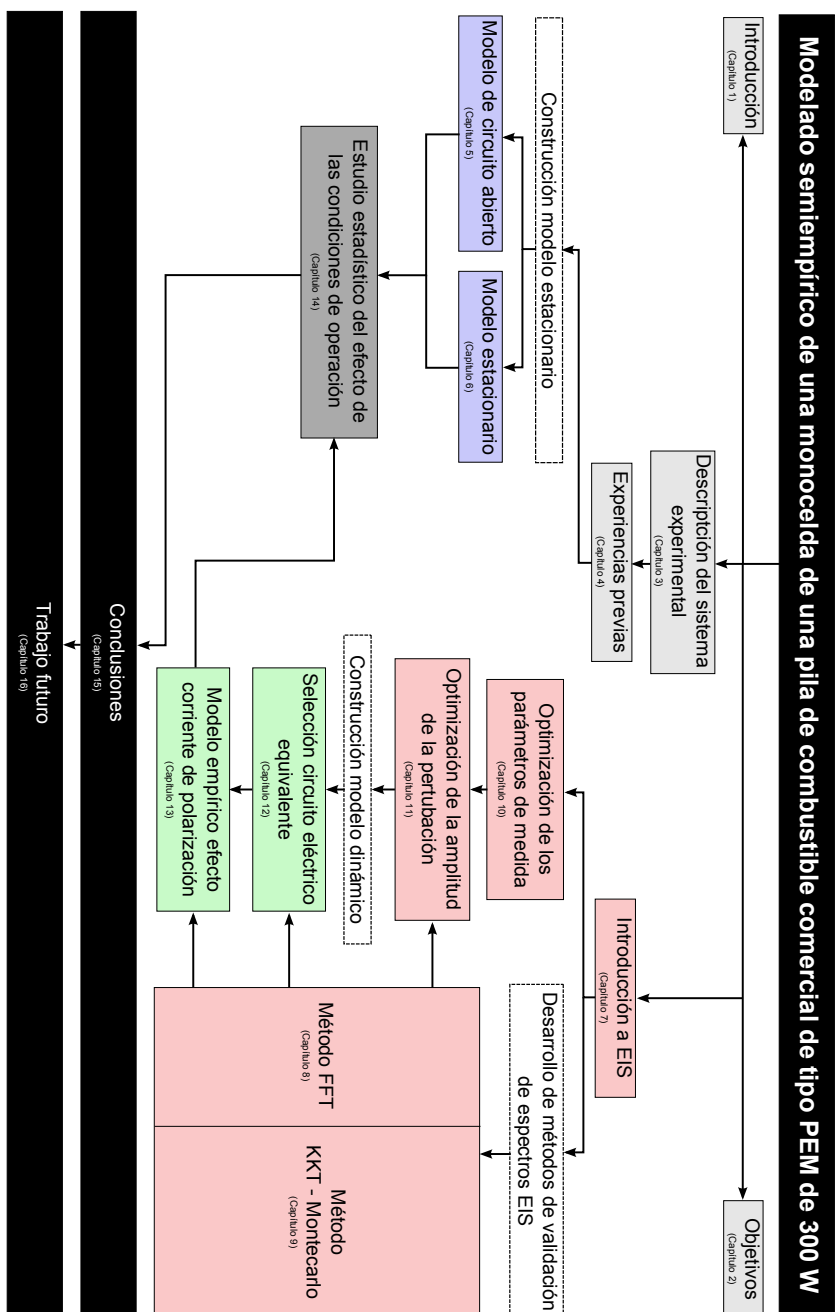 Modelado semiempírico de una monocelda de una pila de combustible comercial de tipo PEM de 300 W
Introducción
(Capítulo 1)
Objetivos
(Capítulo 2)
Descriptción del sistema
experimental
(Capítulo 3)
Experiencias previas
(Capítulo 4)
Introducción a EIS
(Capítulo 7)
Construcción modelo estacionario
Modelo de circuito abierto
(Capítulo 5)
Modelo estacionario
(Capítulo 6)
Optimización de los
parámetros de medida
(Capítulo 10)
Desarrollo de métodos de validación
de espectros EIS
Optimización de la amplitud
de la pertubación
(Capítulo 11)
Construcción modelo dinámico
Estudio estadístico del efecto de
las condiciones de operación
(Capítulo 14)
Selección circuito eléctrico
equivalente
(Capítulo 12)
Modelo empírico efecto
corriente de polarización
(Capítulo 13)
Método FFT
(Capítulo 8)
Método
KKT - Montecarlo
(Capítulo 9)
Conclusiones
(Capítulo 15)
Trabajo futuro
(Capítulo 16)